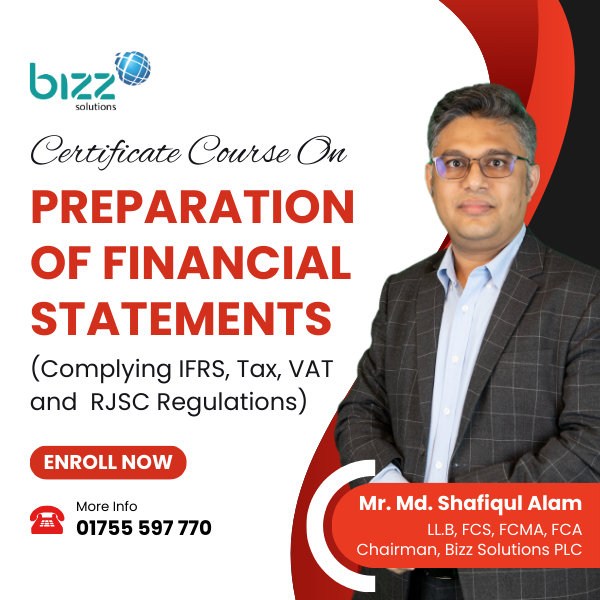 bizz
solutions
Certificate Course On
PREPARATION
OF FINANCIAL
STATEMENTS
(Complying IFRS, Tax, VAT
and RJSC Regulations)
ENROLL NOW
More Info
01755 597 770
Mr. Md. Shafiqul Alam
LL.B, FCS, FCMA, FCA
Chairman, Bizz Solutions PLC